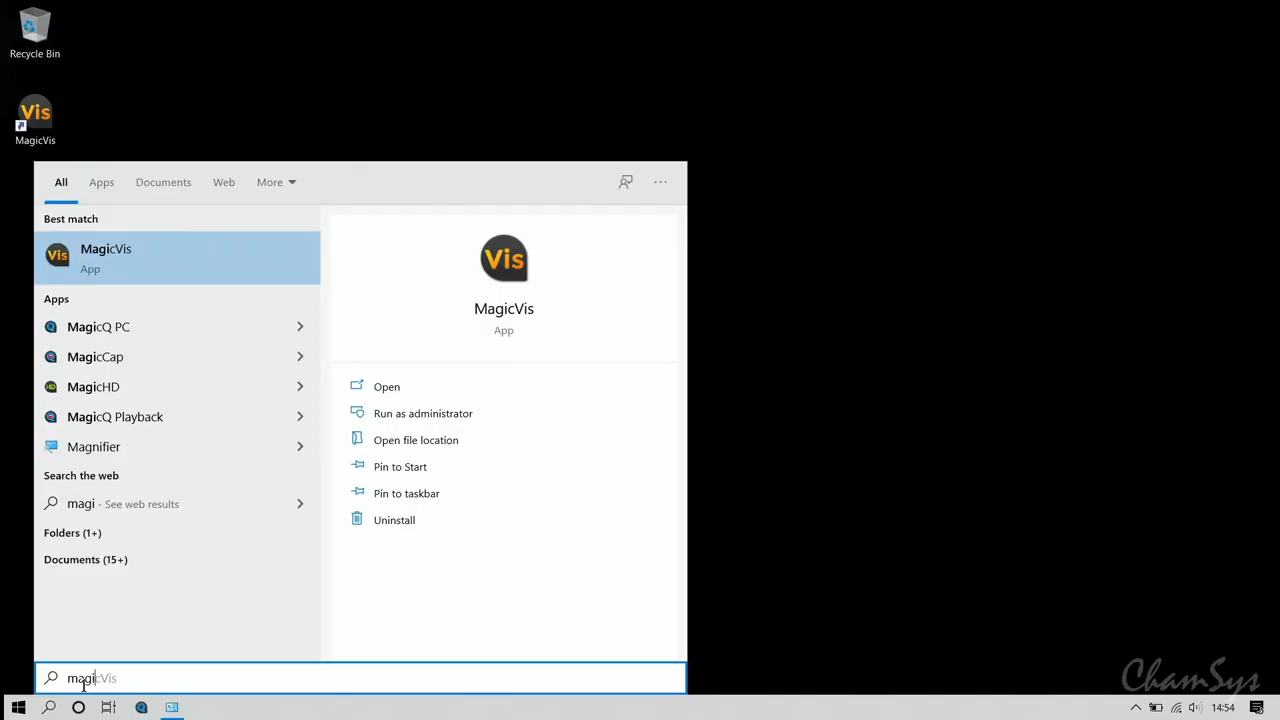 Recycle Bin
Vis
MagicVis
All Apps Documents Web More
Best match
Vis
MagicVis
App
Apps
MagicQ PC
MagicCap
HD
MagicHD
MagicQ Playback
Magnifier
Search the web
magi - See web results
Folders (1+)
Documents (15+)
Vis
MagicVis
App
Open
Run as administrator
Open file location
Pin to Start
Pin to taskbar
Uninstall
magicVis
ChamSys
14:54